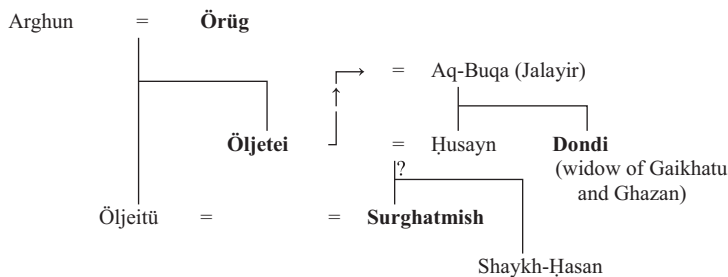 Arghun = Örüg
= Aq-Buqa (Jalayir)
Öljetei = Ḥusayn Dondi
(widow of Gaikhatu
and Ghazan)
?
Öljeitü = = Surghatmish
Shaykh-Ḥasan